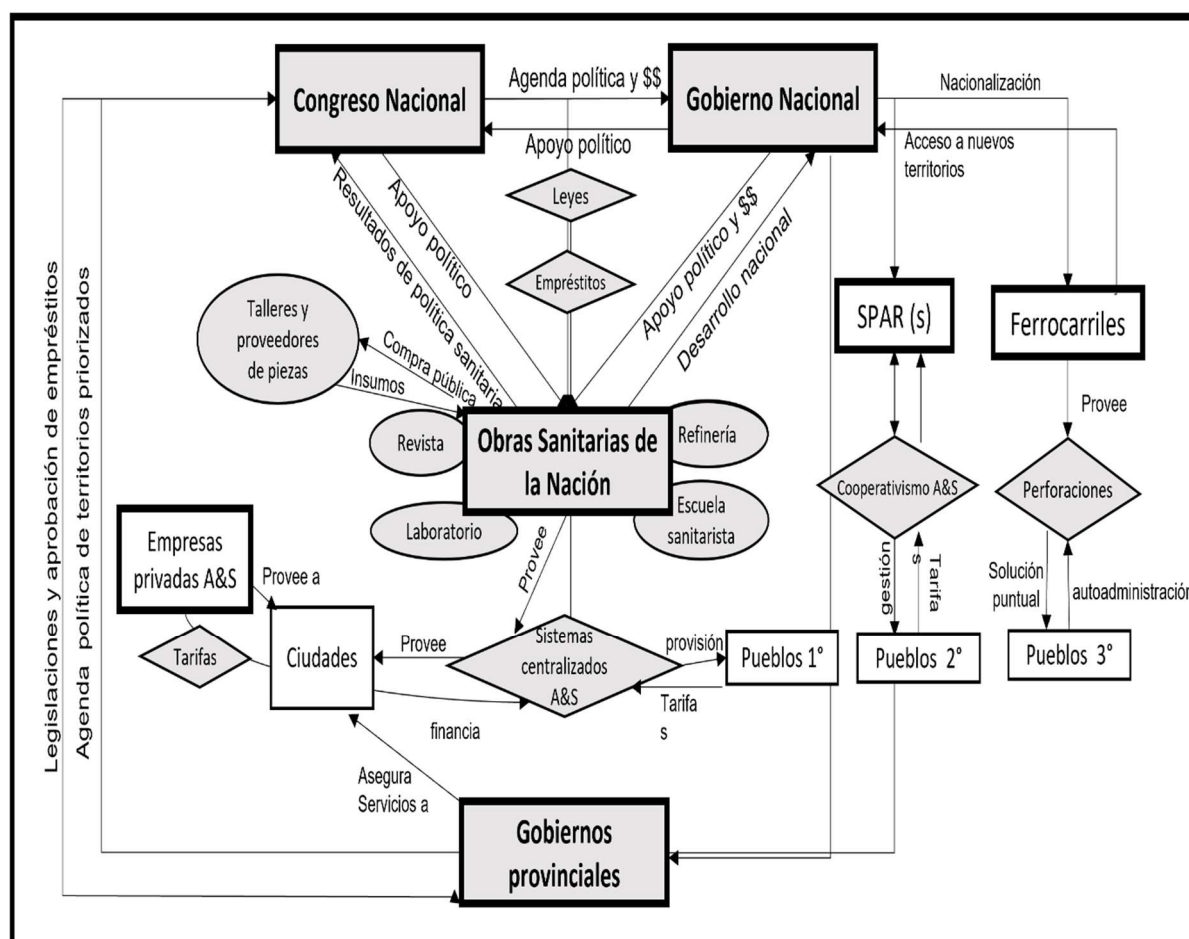 Congreso Nacional
Agenda política y $$
Gobierno Nacional
Nacionalización
Apoyo político
Acceso a nuevos
territorios
Leyes
Empréstitos
Resultados de política sanitaria
Apoyo político
Apoyo político y $$
Desarrollo nacional
Legislaciones y aprobación de empréstitos
Agenda política de territorios priorizados
Talleres y
proveedores
de piezas
Compra pública
Insumos
SPAR (s)
Ferrocarriles
Provee
Revista
Obras Sanitarias de
la Nación
Refinería
Laboratorio
Escuela
sanitarista
Cooperativismo A&S
Perforaciones
Empresas
privadas A&S
Provee a
Provee
gestión
Tarifa
s
Solución
puntual
autoadministración
Tarifas
Ciudades
Provee
Sistemas
centralizados
A&S
provisión
Pueblos 1°
Pueblos 2°
Pueblos 3°
financia
Tarifa
s
Asegura
Servicios a
Gobiernos
provinciales